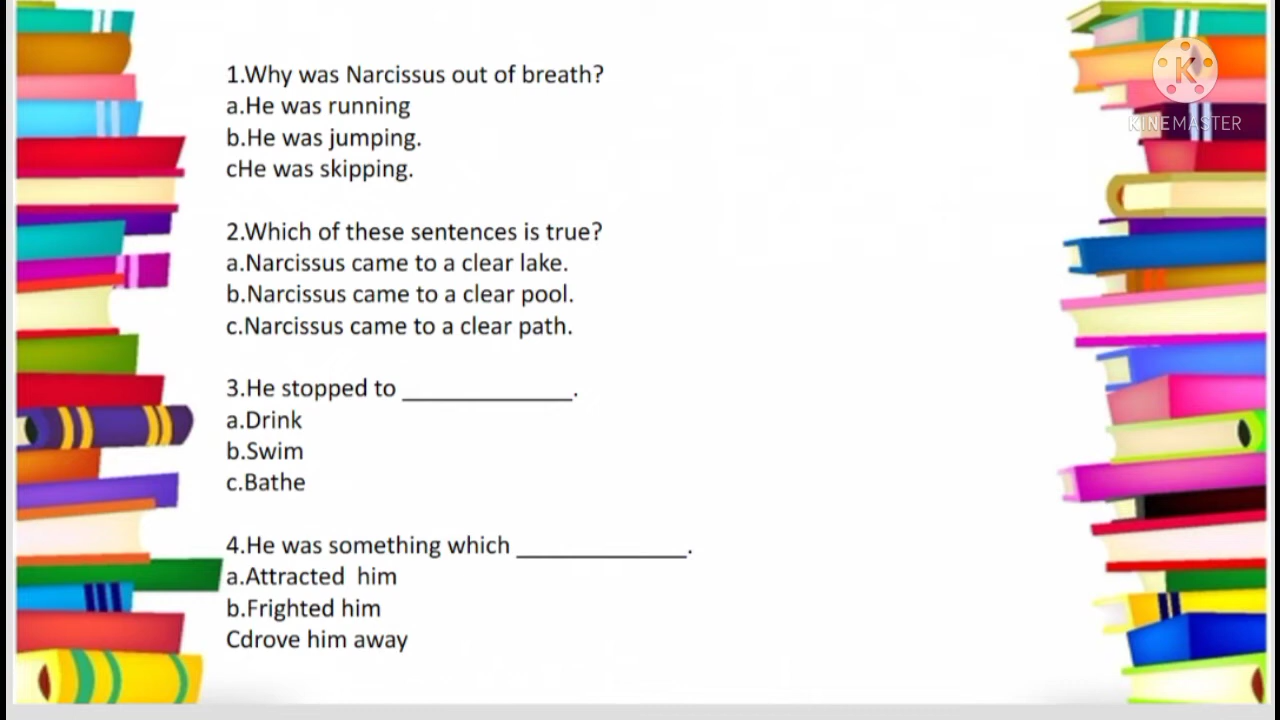 1.Why was Narcissus out of breath?
a.He was running
b.He was jumping.
cHe was skipping.
2.Which of these sentences is true?
a.Narcissus came to a clear lake.
b.Narcissus came to a clear pool.
c.Narcissus came to a clear path.
3.He stopped to _____________.
a.Drink
b.Swim
c.Bathe
4.He was something which _____________.
a.Attracted  him
b.Frighted him
Cdrove him away
K
KINEMASTER